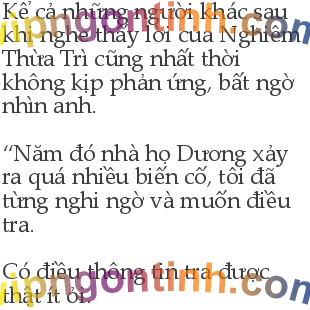 Kể cả những người khác sau
khi nghe thấy lời của Nghiêm
Thừa Trì cũng nhất thời
không kịp phản ứng, bất ngờ
nhìn anh.

“Năm đó nhà họ Dương xảy
ra quá nhiều biến cố, tôi đã
từng nghi ngờ và muốn điều
tra.

Có điều thông tin tra được
thật ít ỏi.
vipngontinh.com
vipngontinh.com